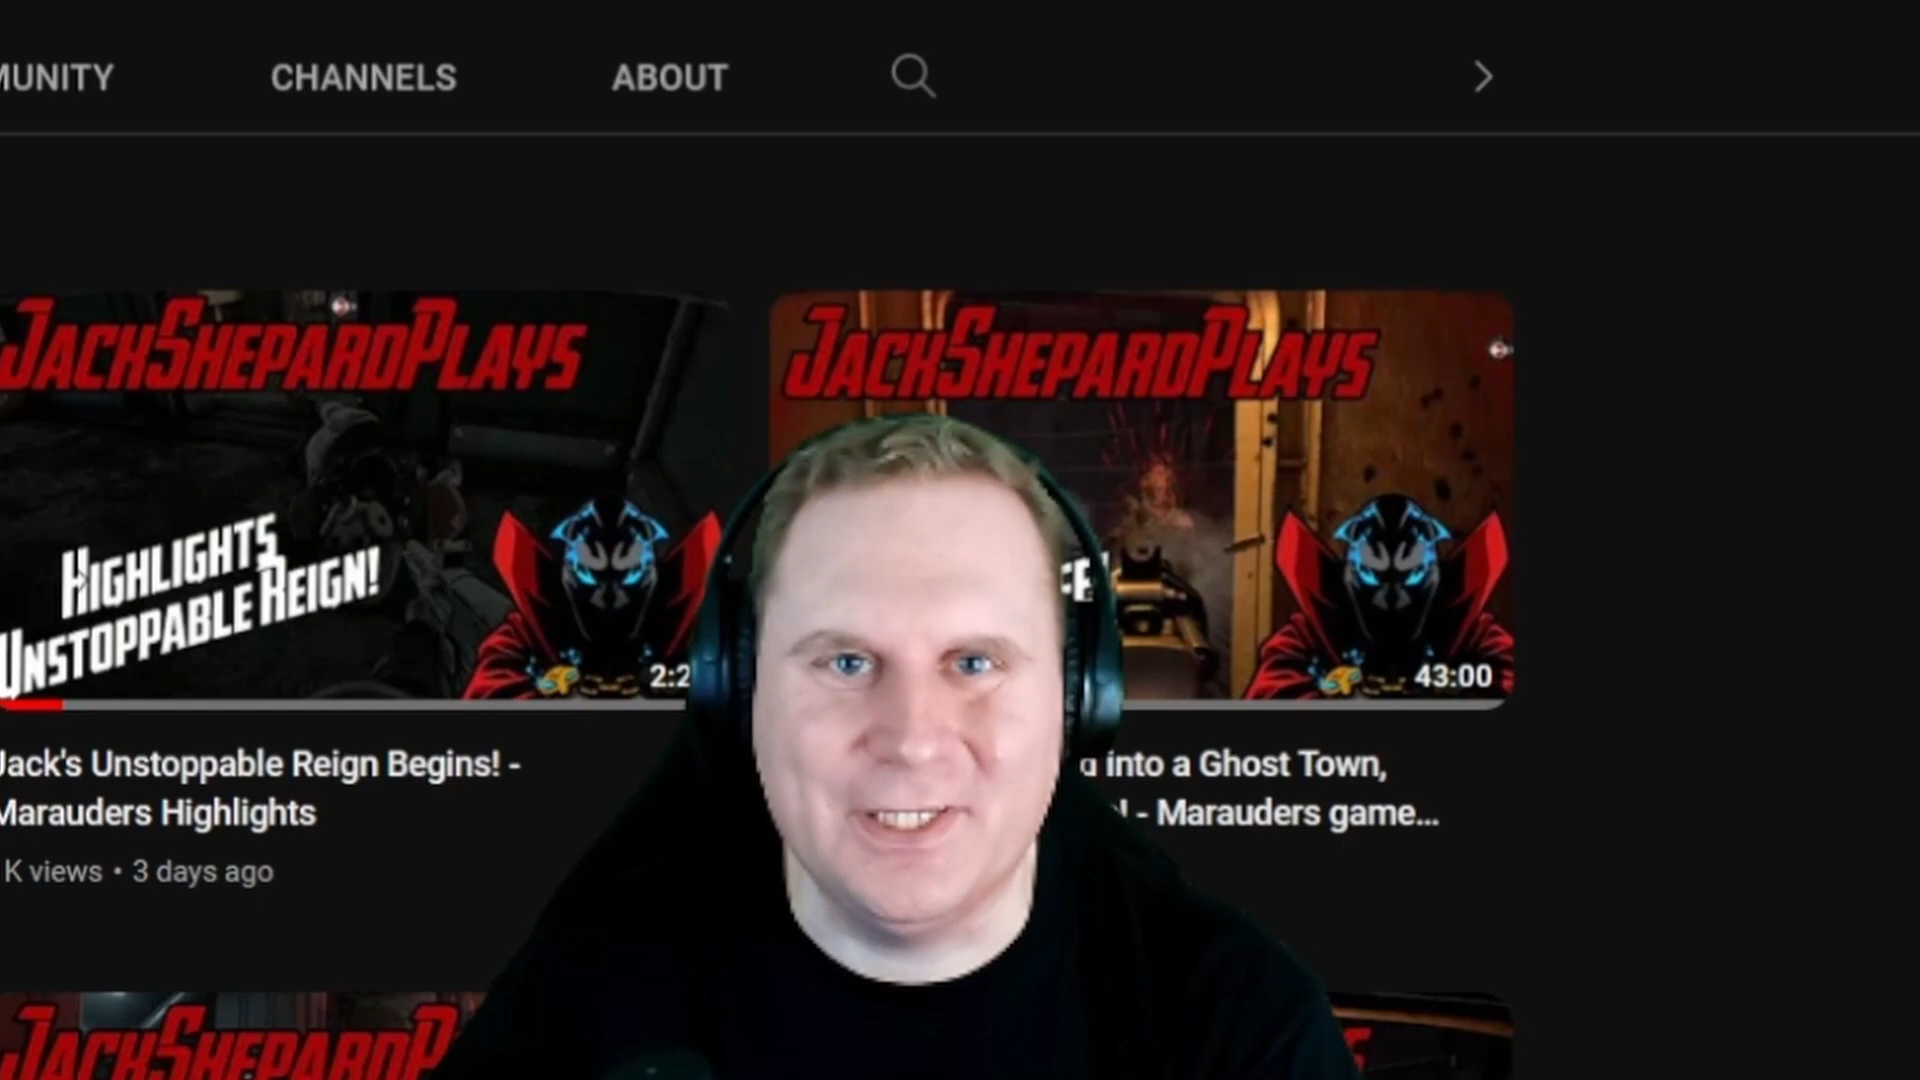 MUNITY CHANNELS ABOUT
JACKSHEPARDPLAYS JACKSHEPARDPLAYS
HIGHLIGHTS
UNSTOPPABLE REIGN!
2:2 43:00
Jack's Unstoppable Reign Begins! - into a Ghost Town,
Marauders Highlights - Marauders game...
K views • 3 days ago
JACKSHEPARDP